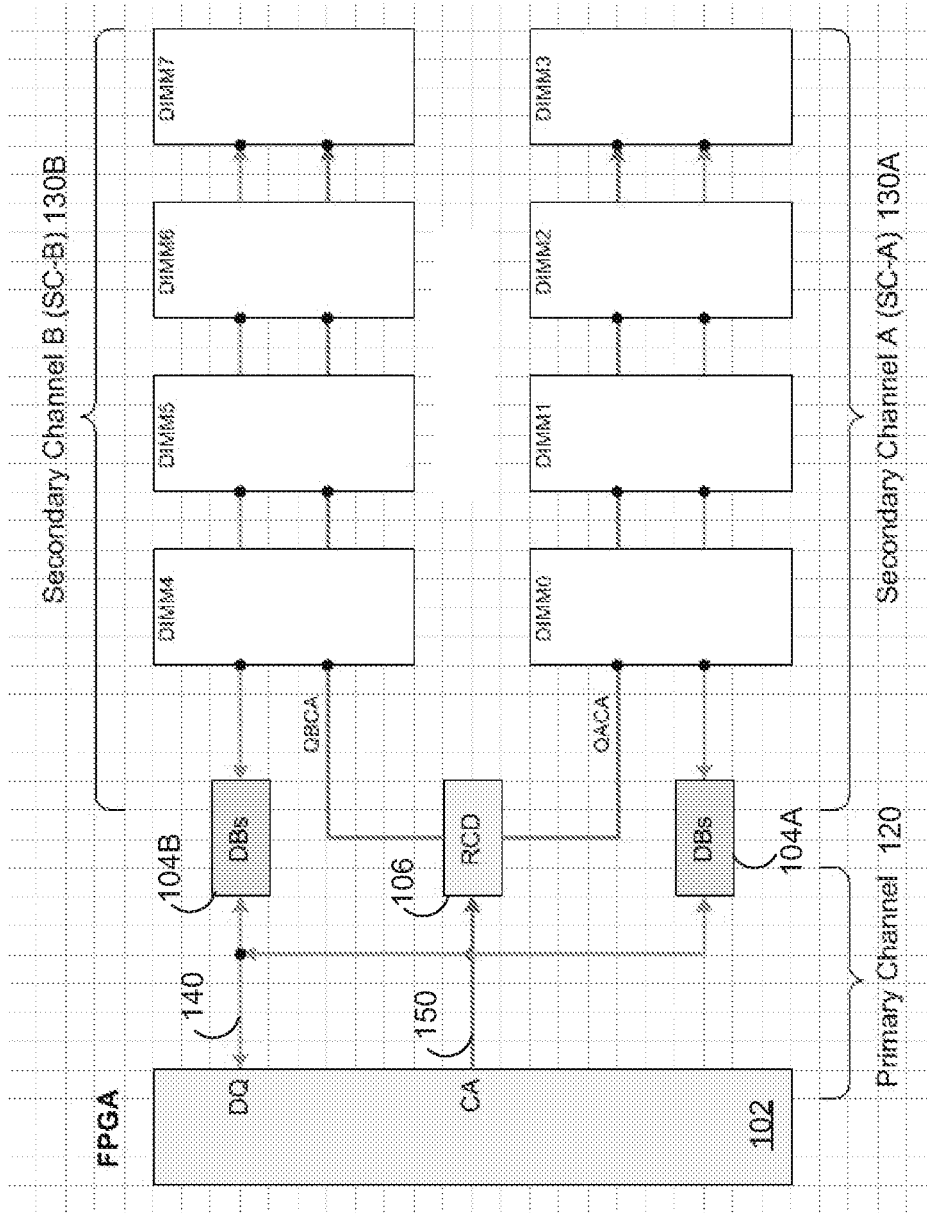 Secondary Channel B (SC-B) 130B
DIMM4
DIMM5
DIMM6
DIMM7
FPGA
DQ
140
104B
DBs
QBCA
CA
150
106
RCD
QACA
DBs
104A
102
DIMM0
DIMM1
DIMM2
DIMM3
Primary Channel 120
Secondary Channel A (SC-A) 130A